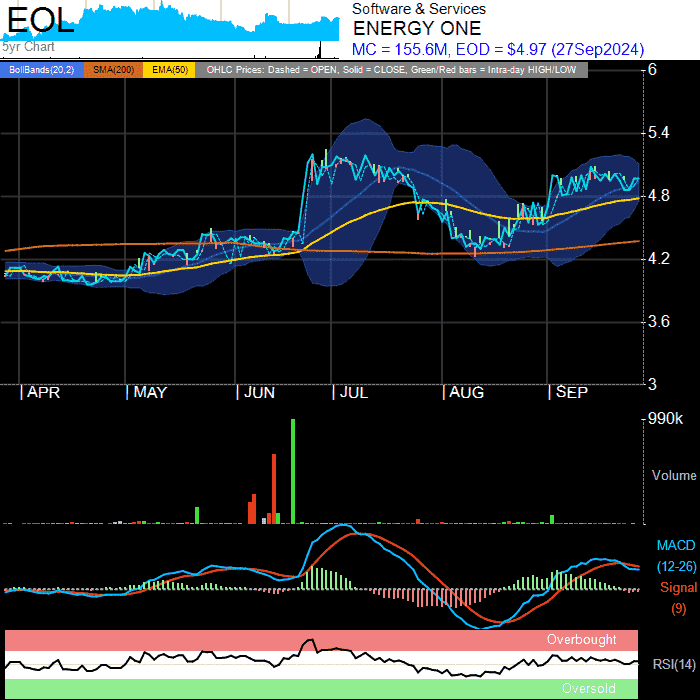 EOL
5yr Chart
Software & Services
ENERGY ONE
MC = 155.6M, EOD = $4.97 (27Sep2024)
BollBands(20,2) SMA(200) EMA(50) OHLC Prices: Dashed = OPEN, Solid = CLOSE, Green/Red bars = Intra-day HIGH/LOW
6
5.4
4.8
4.2
3.6
3
| APR | MAY | JUN | JUL | AUG | SEP
990k
Volume
MACD
(12-26)
Signal
(9)
Overbought
RSI(14)
Oversold